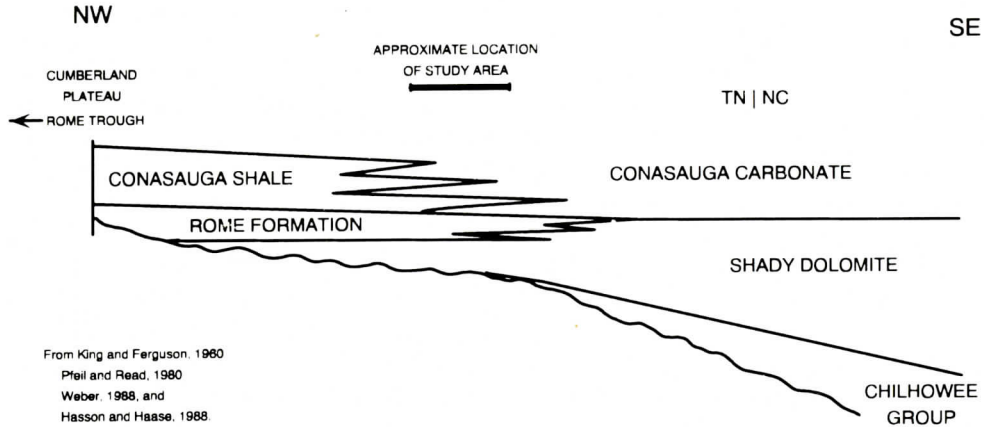 NW
SE
APPROXIMATE LOCATION
OF STUDY AREA
CUMBERLAND
PLATEAU
ROME TROUGH
TN | NC
CONASAUGA SHALE
CONASAUGA CARBONATE
ROME FORMATION
SHADY DOLOMITE
From King and Ferguson, 1960
Pfeil and Read, 1980
Weber, 1988, and
Hasson and Haase, 1988.
CHILHOWEE
GROUP